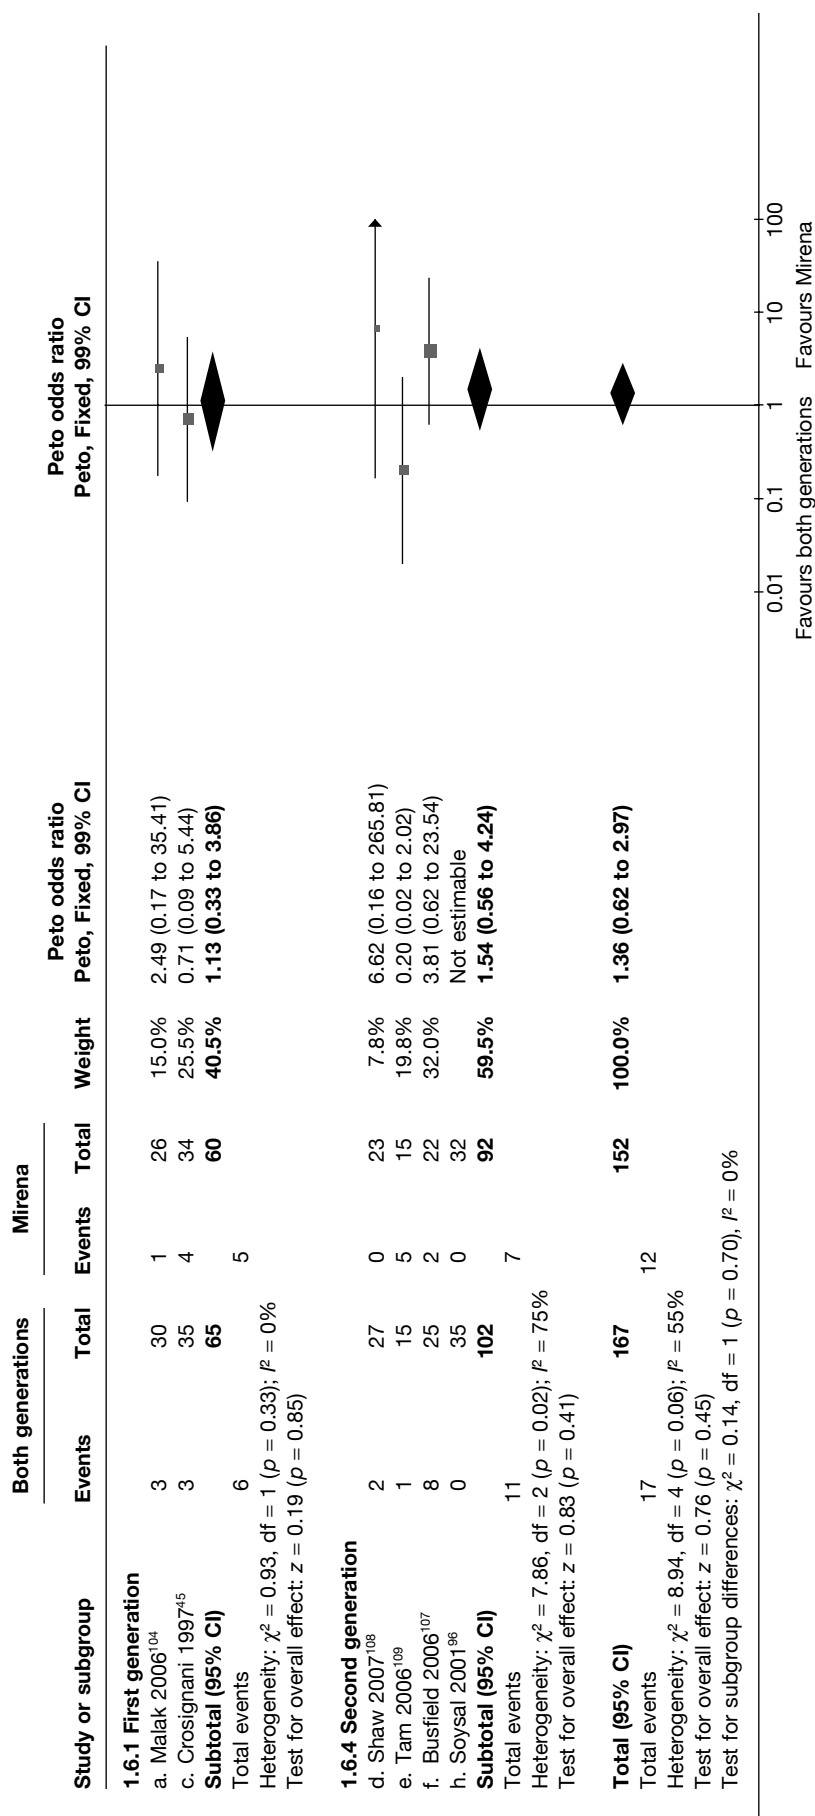 Both generations Mirena Peto odds ratio Peto odds ratio
Study or subgroup Events Total Events Total Weight Peto, Fixed, 99% CI Peto, Fixed, 99% CI
1.6.1 First generation
a. Malak 2006¹⁰⁴ 3 30 1 26 15.0% 2.49 (0.17 to 35.41)
c. Crosignani 1997⁴⁵ 3 35 4 34 25.5% 0.71 (0.09 to 5.44)
Subtotal (95% CI) 65 60 40.5% 1.13 (0.33 to 3.86)
Total events 6 5
Heterogeneity: χ² = 0.93, df = 1 (p = 0.33); I² = 0%
Test for overall effect: z = 0.19 (p = 0.85)
1.6.4 Second generation
d. Shaw 2007¹⁰⁸ 2 27 0 23 7.8% 6.62 (0.16 to 265.81)
e. Tam 2006¹⁰⁹ 1 15 5 15 19.8% 0.20 (0.02 to 2.02)
f. Busfield 2006¹⁰⁷ 8 25 2 22 32.0% 3.81 (0.62 to 23.54)
h. Soysal 2001⁹⁶ 0 35 0 32 Not estimable
Subtotal (95% CI) 102 92 59.5% 1.54 (0.56 to 4.24)
Total events 11 7
Heterogeneity: χ² = 7.86, df = 2 (p = 0.02); I² = 75%
Test for overall effect: z = 0.83 (p = 0.41)
Total (95% CI) 167 152 100.0% 1.36 (0.62 to 2.97)
Total events 17 12
Heterogeneity: χ² = 8.94, df = 4 (p = 0.06); I² = 55%
Test for overall effect: z = 0.76 (p = 0.45)
Test for subgroup differences: χ² = 0.14, df = 1 (p = 0.70), I² = 0%
0.01 0.1 1 10 100
Favours both generations Favours Mirena